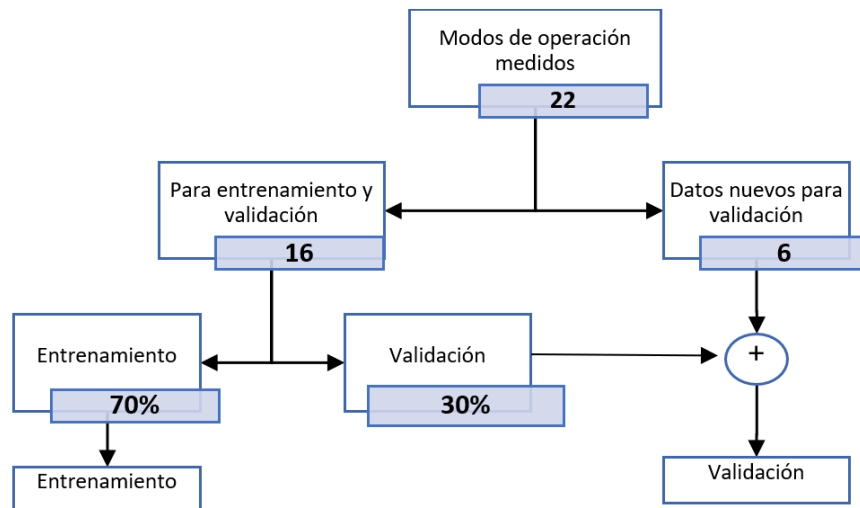 Modos de operación
medidos
22
Para entrenamiento y
validación
16
Datos nuevos para
validación
6
Entrenamiento
70%
Validación
30%
+
Entrenamiento
Validación